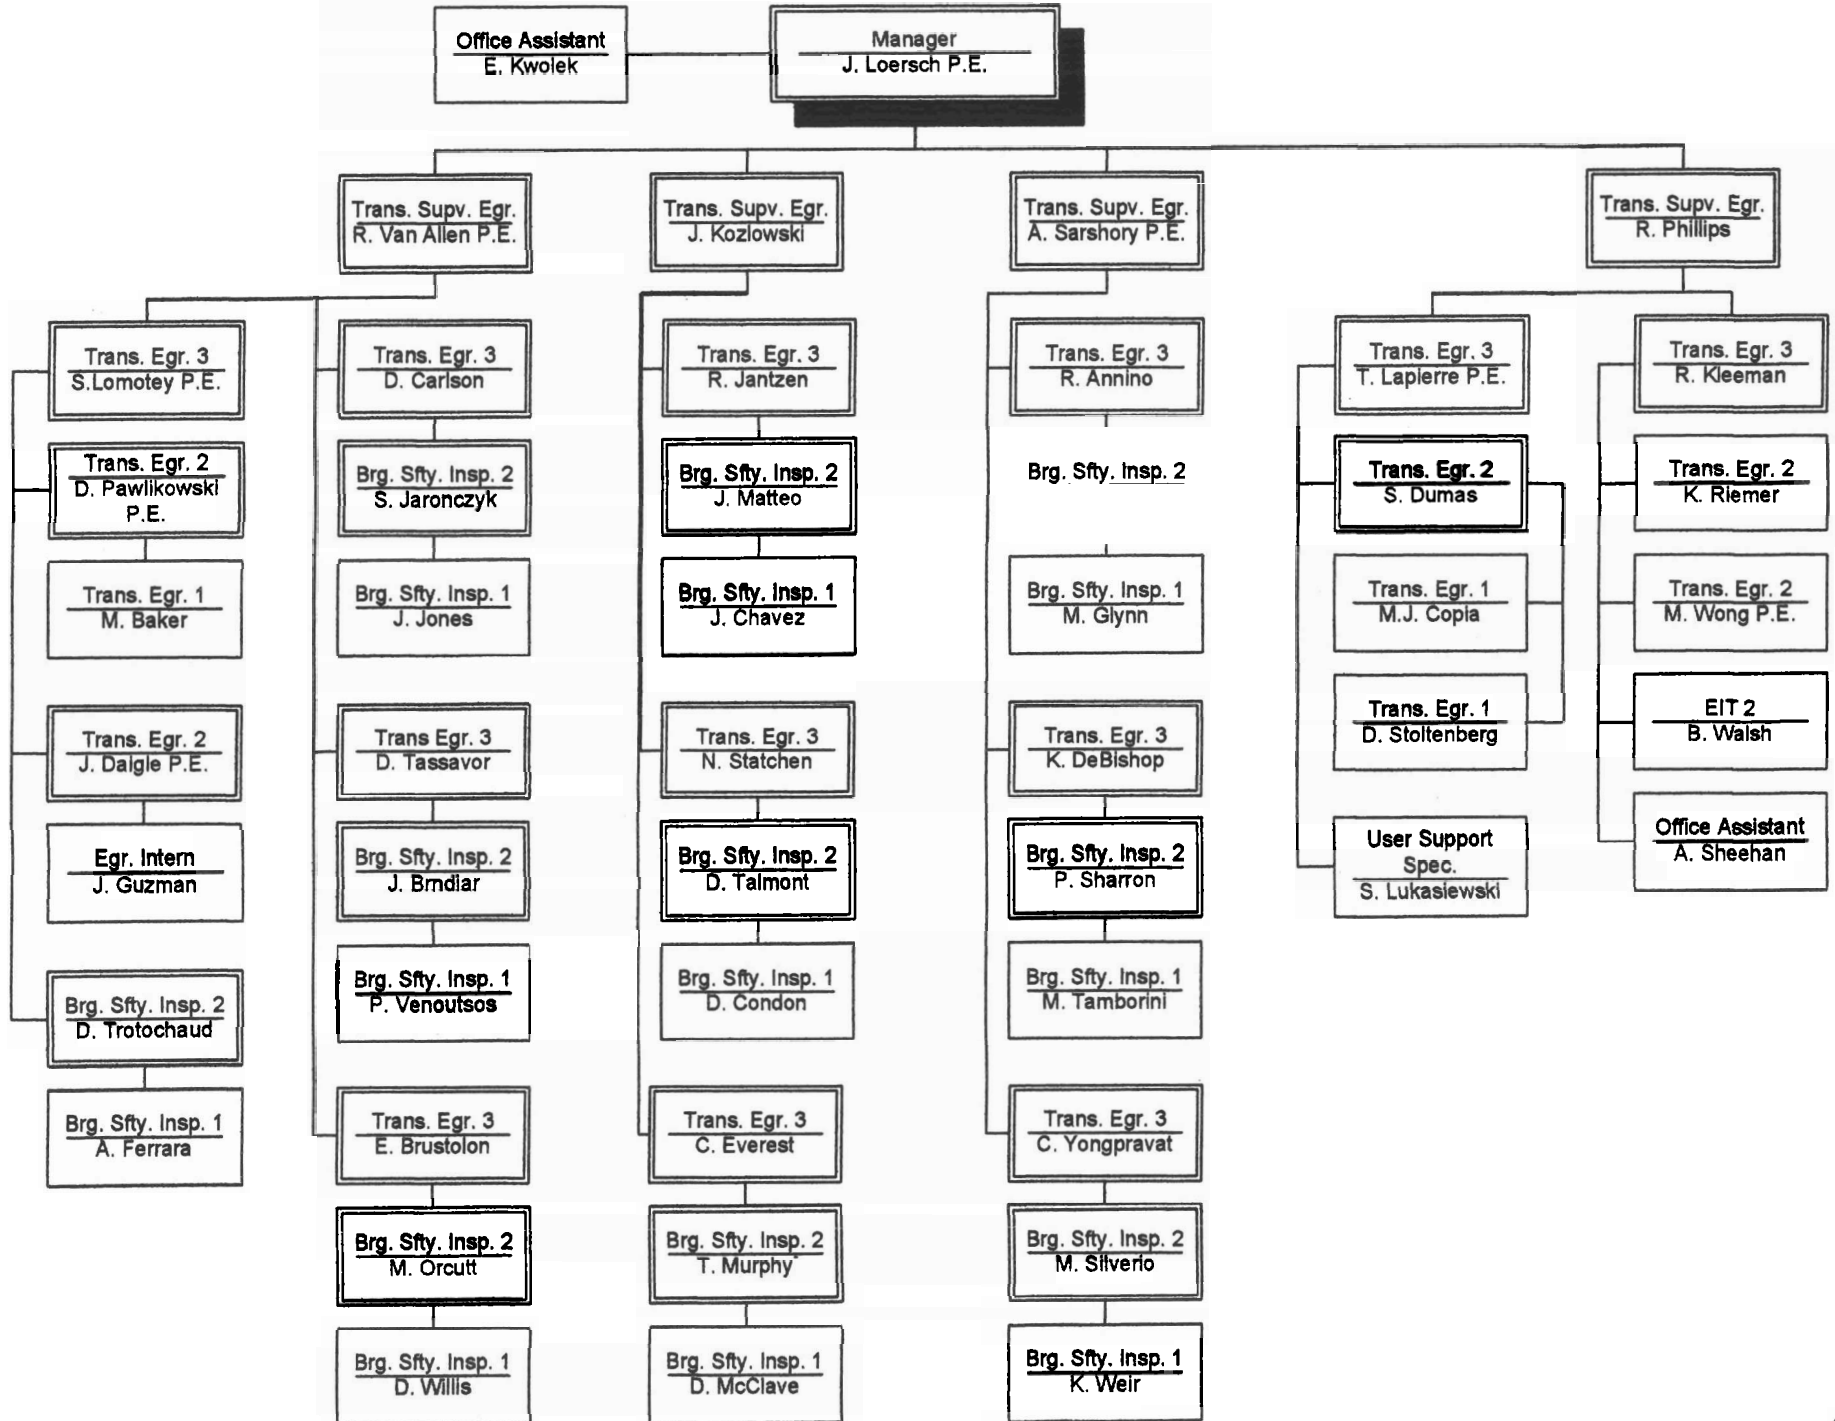 Office Assistant
E. Kwolek
Manager
J. Loersch P.E.
Trans. Supv. Egr.
R. Van Allen P.E.
Trans. Supv. Egr.
J. Kozlowski
Trans. Supv. Egr.
A. Sarshory P.E.
Trans. Supv. Egr.
R. Phillips
Trans. Egr. 3
S.Lomotey P.E.
Trans. Egr. 2
D. Pawlikowski
P.E.
Trans. Egr. 1
M. Baker
Trans. Egr. 2
J. Daigle P.E.
Egr. Intern
J. Guzman
Brg. Sfty. Insp. 2
D. Trotochaud
Brg. Sfty. Insp. 1
A. Ferrara
Trans. Egr. 3
D. Carlson
Brg. Sfty. Insp. 2
S. Jaronczyk
Brg. Sfty. Insp. 1
J. Jones
Trans Egr. 3
D. Tassavor
Brg. Sfty. Insp. 2
J. Brndiar
Brg. Sfty. Insp. 1
P. Venoutsos
Trans. Egr. 3
E. Brustolon
Brg. Sfty. Insp. 2
M. Orcutt
Brg. Sfty. Insp. 1
D. Willis
Trans. Egr. 3
R. Jantzen
Brg. Sfty. Insp. 2
J. Matteo
Brg. Sfty. Insp. 1
J. Chavez
Trans. Egr. 3
N. Statchen
Brg. Sfty. Insp. 2
D. Talmont
Brg. Sfty. Insp. 1
D. Condon
Trans. Egr. 3
C. Everest
Brg. Sfty. Insp. 2
T. Murphy
Brg. Sfty. Insp. 1
D. McClave
Trans. Egr. 3
R. Annino
Brg. Sfty. Insp. 2
Brg. Sfty. Insp. 1
M. Glynn
Trans. Egr. 3
K. DeBishop
Brg. Sfty. Insp. 2
P. Sharron
Brg. Sfty. Insp. 1
M. Tamborini
Trans. Egr. 3
C. Yongpravat
Brg. Sfty. Insp. 2
M. Silverio
Brg. Sfty. Insp. 1
K. Weir
Trans. Egr. 3
T. Lapierre P.E.
Trans. Egr. 2
S. Dumas
Trans. Egr. 1
M.J. Copia
Trans. Egr. 1
D. Stoltenberg
User Support
Spec.
S. Lukasiewski
Trans. Egr. 3
R. Kleeman
Trans. Egr. 2
K. Riemer
Trans. Egr. 2
M. Wong P.E.
EIT 2
B. Walsh
Office Assistant
A. Sheehan